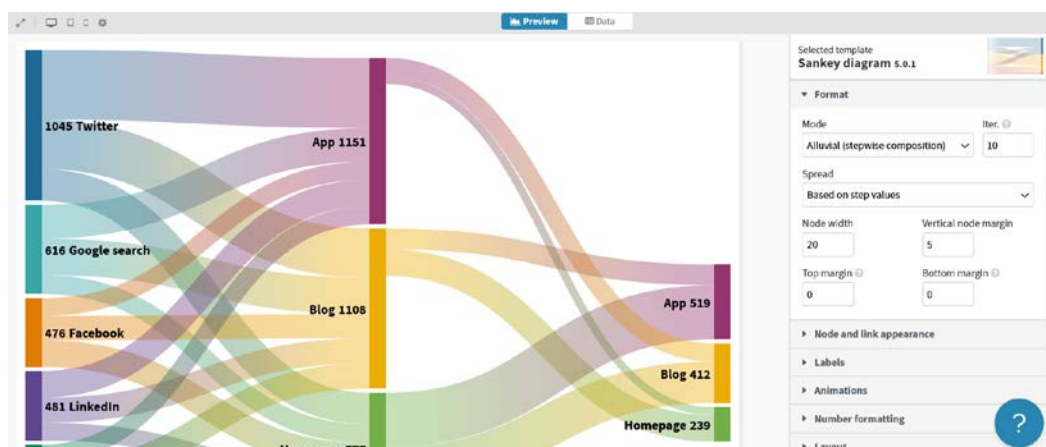 Preview
Data
1045 Twitter
616 Google search
476 Facebook
481 LinkedIn
App 1151
Blog 1108
App 519
Blog 412
Homepage 239
Selected template
Sankey diagram 5.0.1
Format
Mode
Iter.
Alluvial (stepwise composition)
10
Spread
Based on step values
Node width
Vertical node margin
20
5
Top margin
Bottom margin
0
0
Node and link appearance
Labels
Animations
Number formatting
?